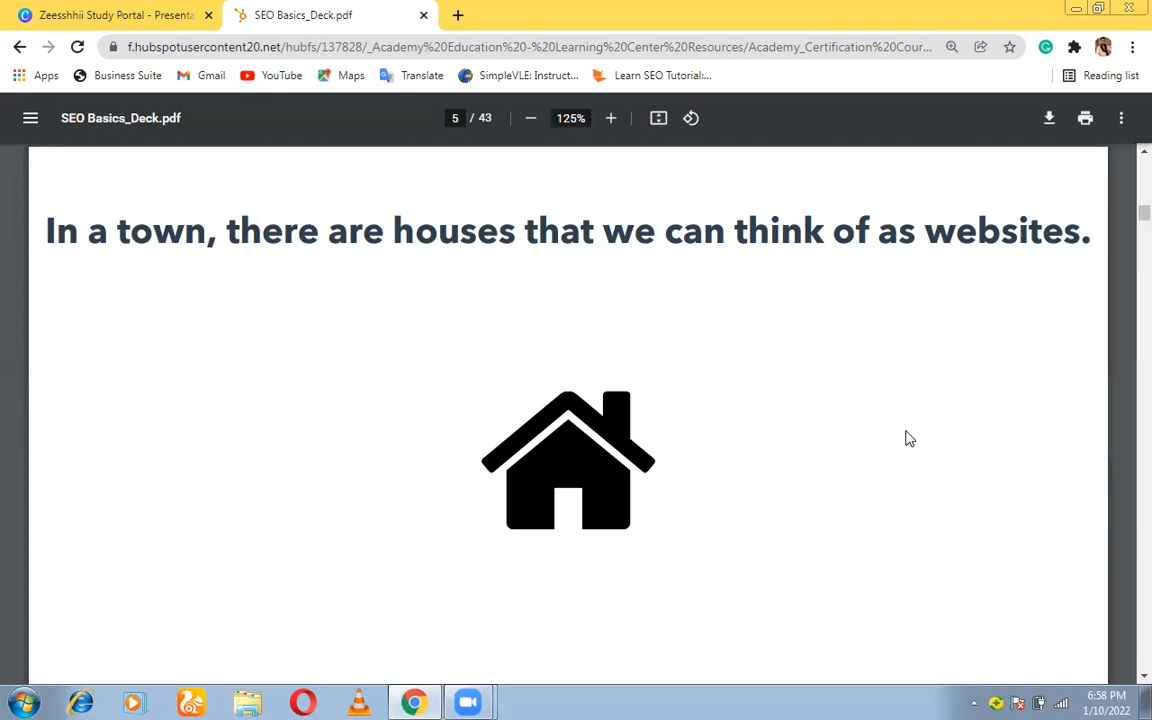 Zeesshhii Study Portal - Presenta
SEO Basics_Deck.pdf
f.hubspotusercontent20.net/hubfs/137828/_Academy%20Education%20-%20Learning%20Center%20Resources/Academy_Certification%20Cour...
Apps Business Suite Gmail YouTube Maps Translate SimpleVLE: Instruct... Learn SEO Tutorial:... Reading list
SEO Basics_Deck.pdf 5 / 43 125%
In a town, there are houses that we can think of as websites.
6:58 PM
1/10/2022